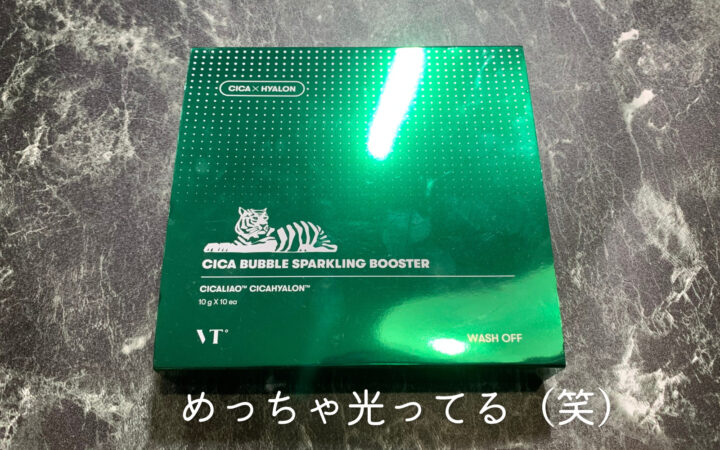 CICA×HYALON
CICA BUBBLE SPARKLING BOOSTER
CICALIAO™ CICAHYALON™
10 g X 10 ea
VT°
WASH OFF
めっちゃ光ってる（笑）